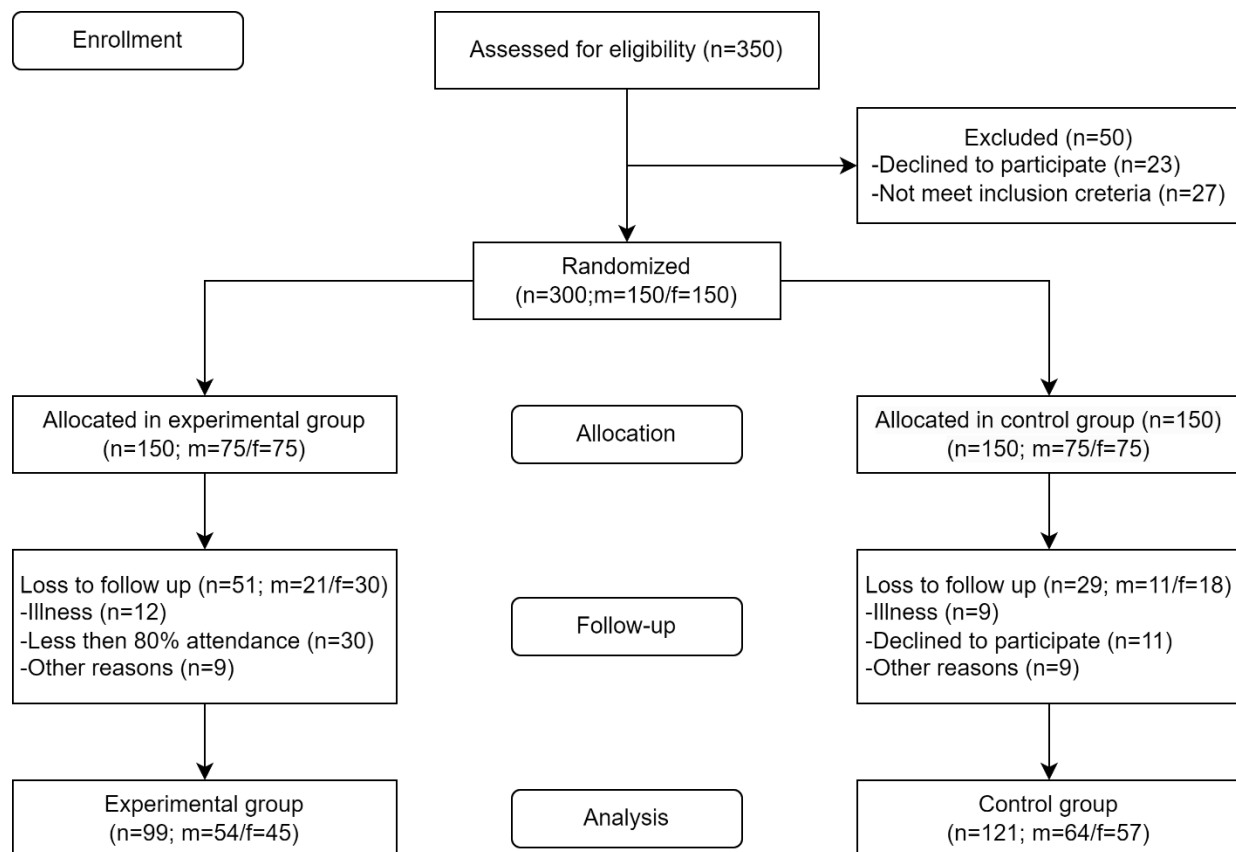 Enrollment
Assessed for eligibility (n=350)
Excluded (n=50)
-Declined to participate (n=23)
-Not meet inclusion creteria (n=27)
Randomized
(n=300;m=150/f=150)
Allocated in experimental group
(n=150; m=75/f=75)
Allocation
Allocated in control group (n=150)
(n=150; m=75/f=75)
Loss to follow up (n=51; m=21/f=30)
-Illness (n=12)
-Less then 80% attendance (n=30)
-Other reasons (n=9)
Follow-up
Loss to follow up (n=29; m=11/f=18)
-Illness (n=9)
-Declined to participate (n=11)
-Other reasons (n=9)
Experimental group
(n=99; m=54/f=45)
Analysis
Control group
(n=121; m=64/f=57)